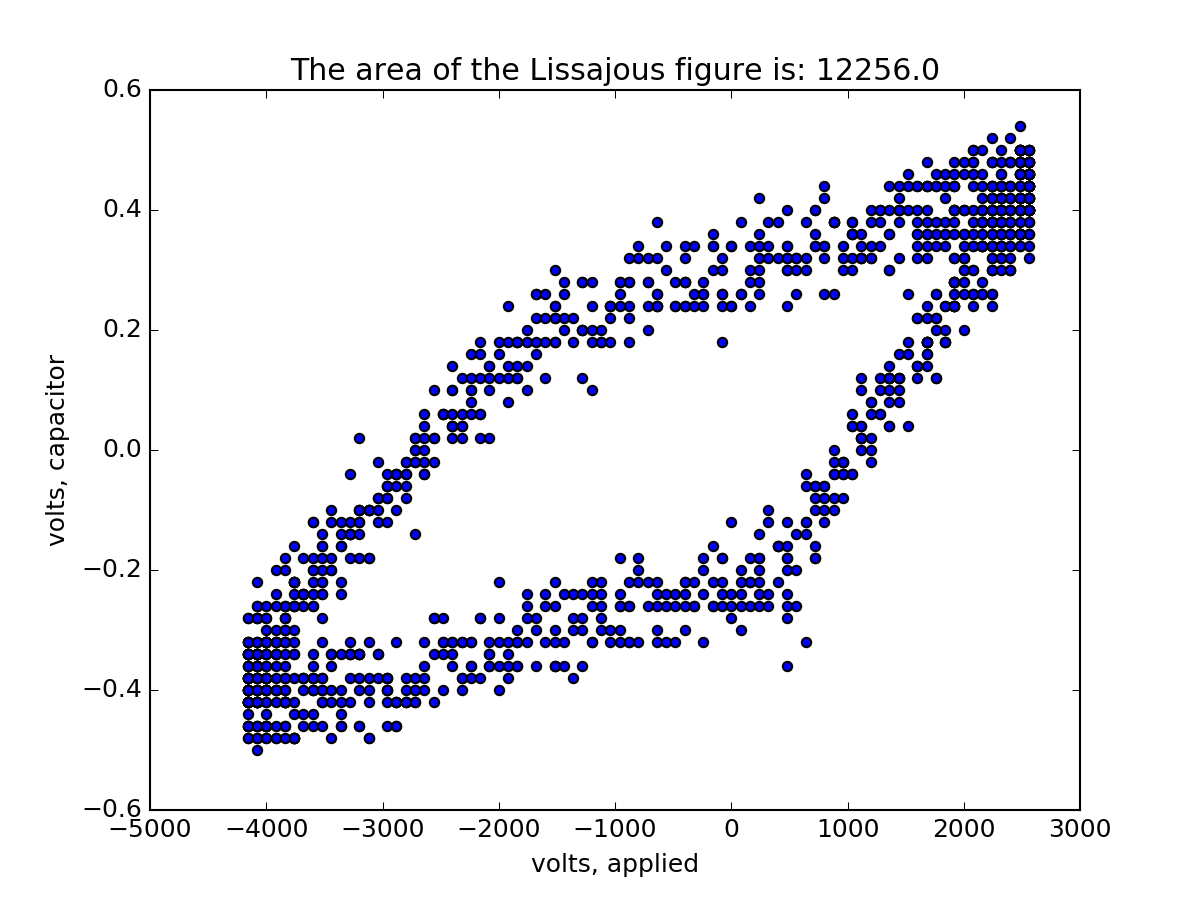 The area of the Lissajous figure is: 12256.0
0.6
0.4
0.2
0.0
−0.2
−0.4
−0.6
volts, capacitor
−5000 −4000 −3000 −2000 −1000 0 1000 2000 3000
volts, applied